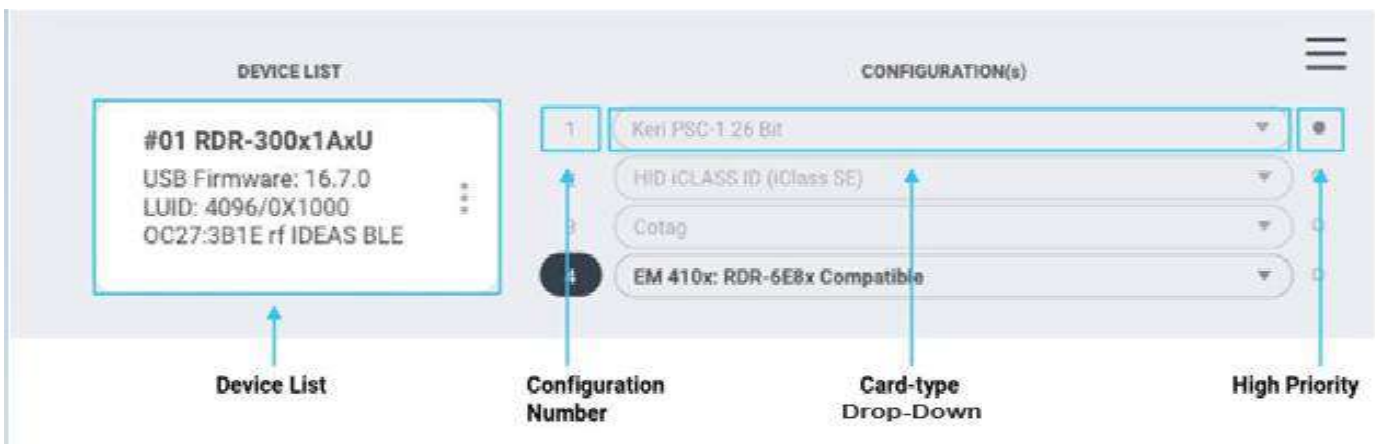 DEVICE LIST
CONFIGURATION(s)
#01 RDR-300x1AxU
USB Firmware: 16.7.0
LUID: 4096/0X1000
OC27:3B1E rf IDEAS BLE
1
Keri PSC-1 26 Bit
HID iCLASS ID (iClass SE)
3
Cotag
4
EM 410x: RDR-6E8x Compatible
Device List
Configuration
Number
Card-type
Drop-Down
High Priority